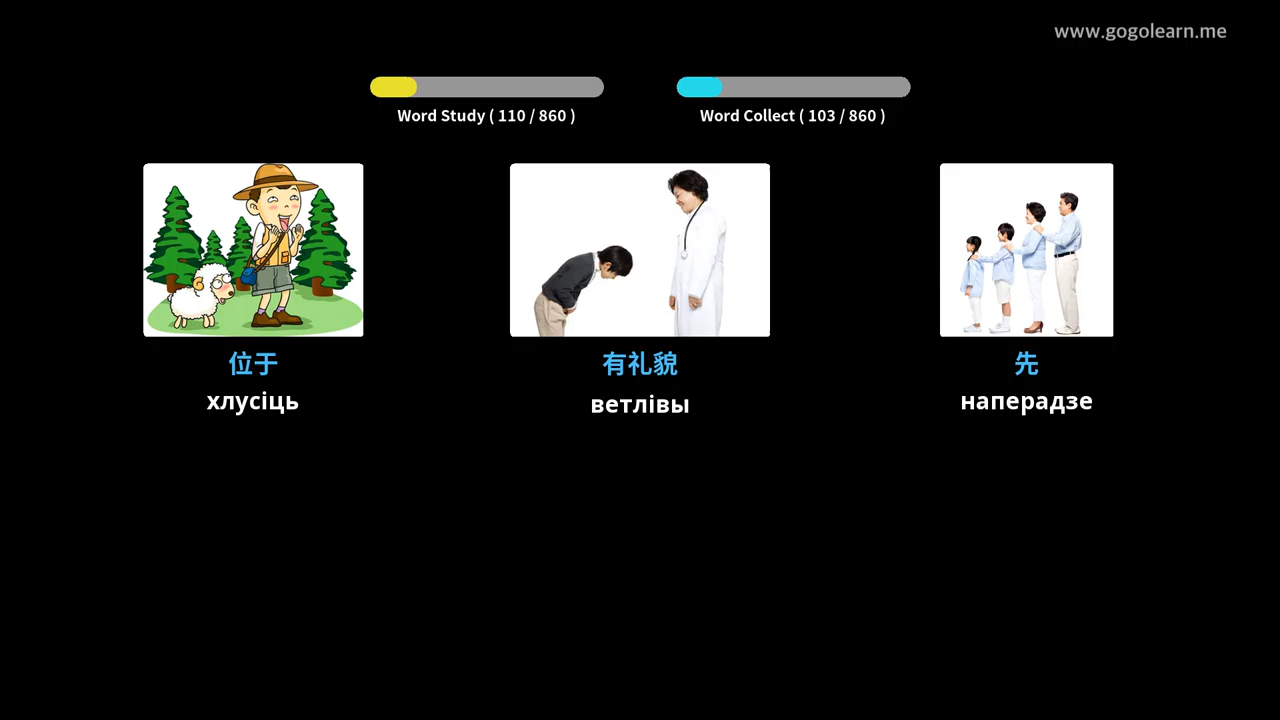 www.gogolearn.me
Word Study ( 110 / 860 )
Word Collect ( 103 / 860 )
位于
有礼貌
先
хлусіць
ветлівы
наперадзе